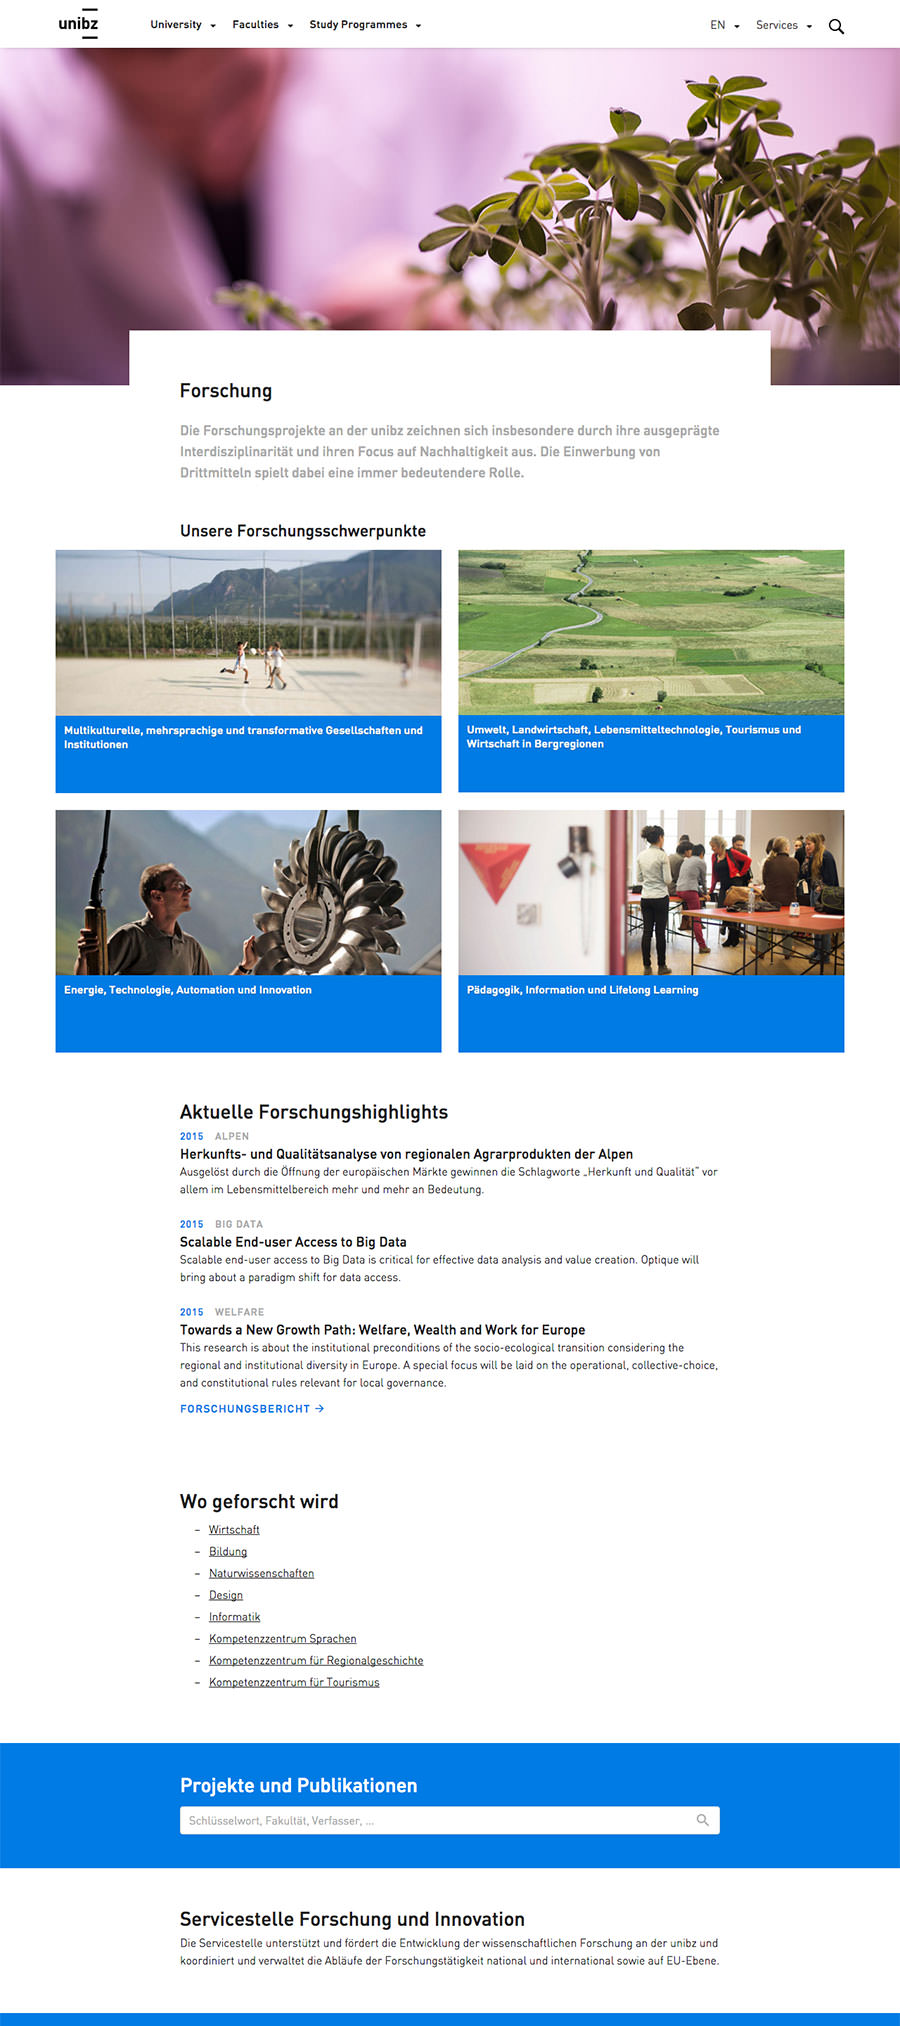 unibz
University Faculties Study Programmes EN Services
Forschung
Die Forschungsprojekte an der unibz zeichnen sich insbesondere durch ihre ausgeprägte
Interdisziplinarität und ihren Focus auf Nachhaltigkeit aus. Die Einwerbung von
Drittmitteln spielt dabei eine immer bedeutendere Rolle.
Unsere Forschungsschwerpunkte
Multikulturelle, mehrsprachige und transformative Gesellschaften und
Institutionen
Umwelt, Landwirtschaft, Lebensmitteltechnologie, Tourismus und
Wirtschaft in Bergregionen
Energie, Technologie, Automation und Innovation
Pädagogik, Information und Lifelong Learning
Aktuelle Forschungshighlights
2015 ALPEN
Herkunfts- und Qualitätsanalyse von regionalen Agrarprodukten der Alpen
Ausgelöst durch die Öffnung der europäischen Märkte gewinnen die Schlagworte „Herkunft und Qualität“ vor
allem im Lebensmittelbereich mehr und mehr an Bedeutung.
2015 BIG DATA
Scalable End-user Access to Big Data
Scalable end-user access to Big Data is critical for effective data analysis and value creation. Optique will
bring about a paradigm shift for data access.
2015 WELFARE
Towards a New Growth Path: Welfare, Wealth and Work for Europe
This research is about the institutional preconditions of the socio-ecological transition considering the
regional and institutional diversity in Europe. A special focus will be laid on the operational, collective-choice,
and constitutional rules relevant for local governance.
FORSCHUNGSBERICHT →
Wo geforscht wird
– Wirtschaft
– Bildung
– Naturwissenschaften
– Design
– Informatik
– Kompetenzzentrum Sprachen
– Kompetenzzentrum für Regionalgeschichte
– Kompetenzzentrum für Tourismus
Projekte und Publikationen
Schlüsselwort, Fakultät, Verfasser, ...
Servicestelle Forschung und Innovation
Die Servicestelle unterstützt und fördert die Entwicklung der wissenschaftlichen Forschung an der unibz und
koordiniert und verwaltet die Abläufe der Forschungstätigkeit national und international sowie auf EU-Ebene.